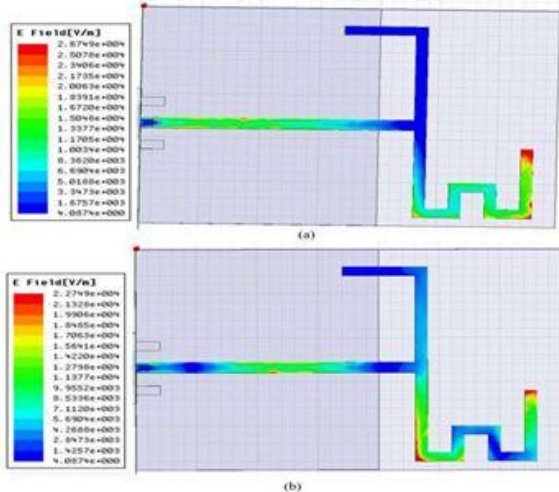 E Field[V/m]
2.6749e+004
2.5078e+004
2.3406e+004
2.1735e+004
2.0063e+004
1.8391e+004
1.6720e+004
1.5048e+004
1.3377e+004
1.1705e+004
1.0034e+004
8.3620e+003
6.6904e+003
5.0188e+003
3.3473e+003
1.6757e+003
4.0874e+000
(a)
E Field[V/m]
2.2749e+004
2.1328e+004
1.9906e+004
1.8485e+004
1.7063e+004
1.5641e+004
1.4220e+004
1.2798e+004
1.1377e+004
9.9552e+003
8.5336e+003
7.1120e+003
5.6904e+003
4.2688e+003
2.8473e+003
1.4257e+003
4.0874e+000
(b)